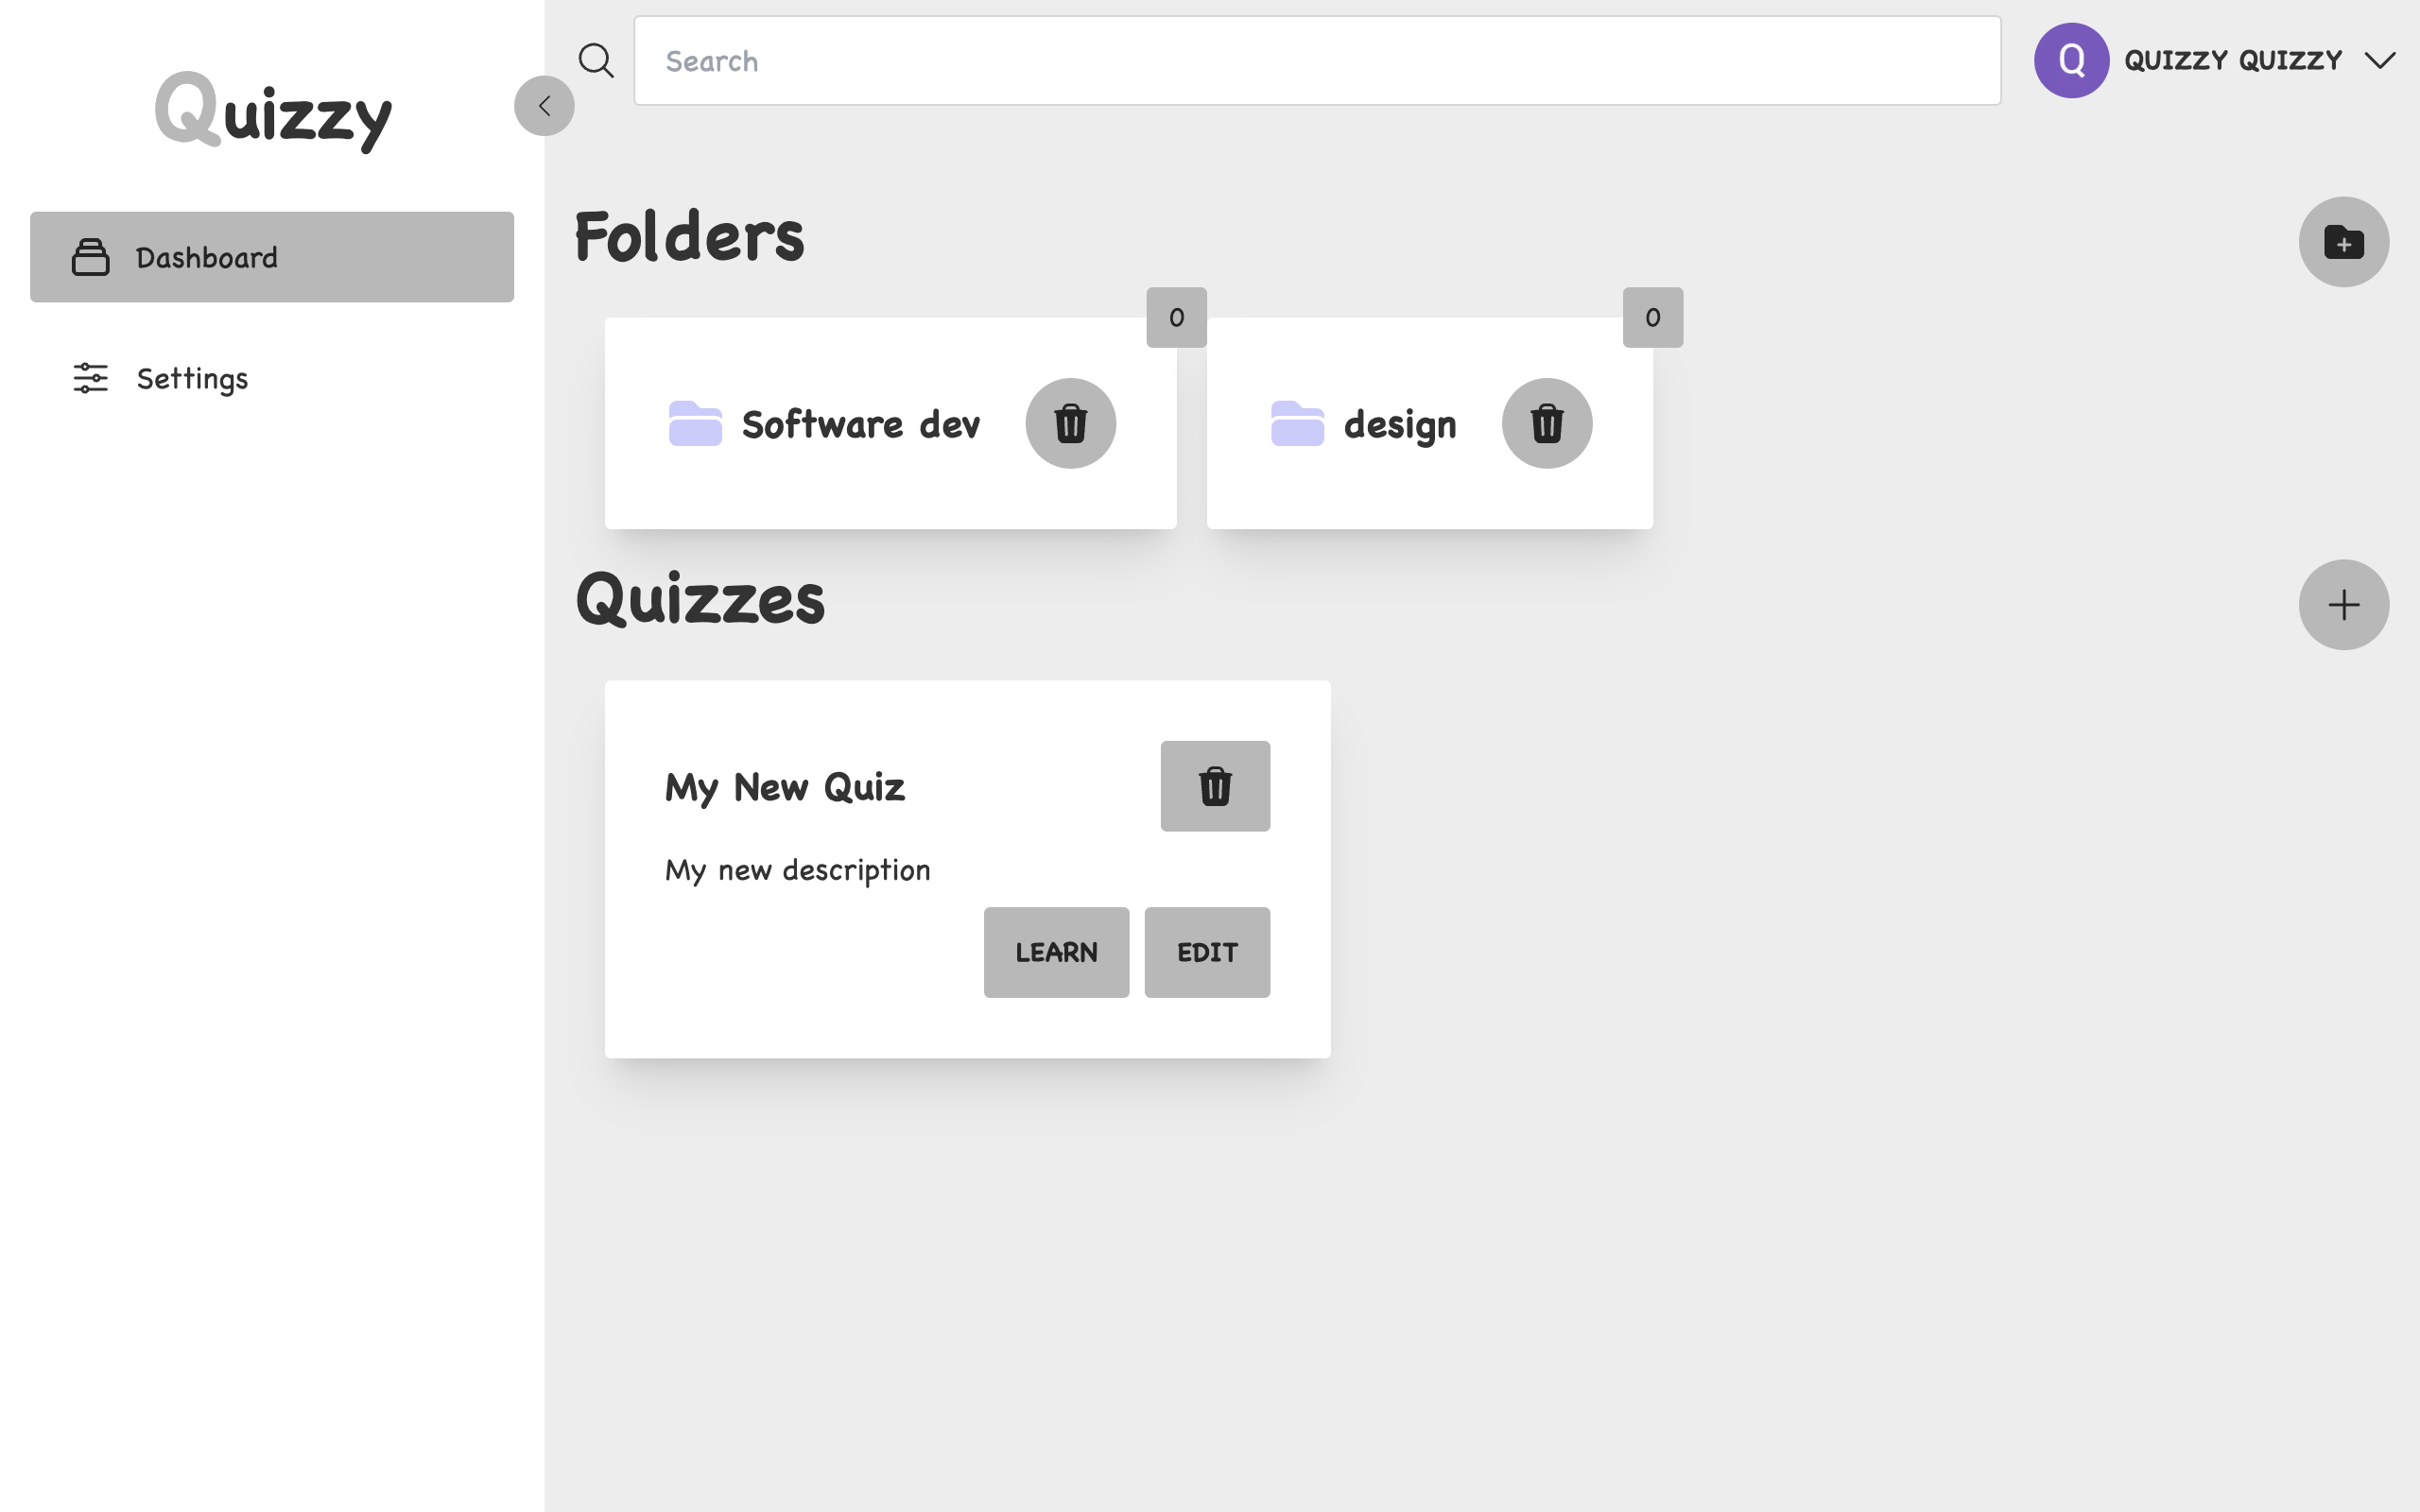 Quizzy
Dashboard
Settings
Search
Q
QUIZZY QUIZZY
Folders
0
Software dev
0
design
Quizzes
My New Quiz
My new description
LEARN
EDIT